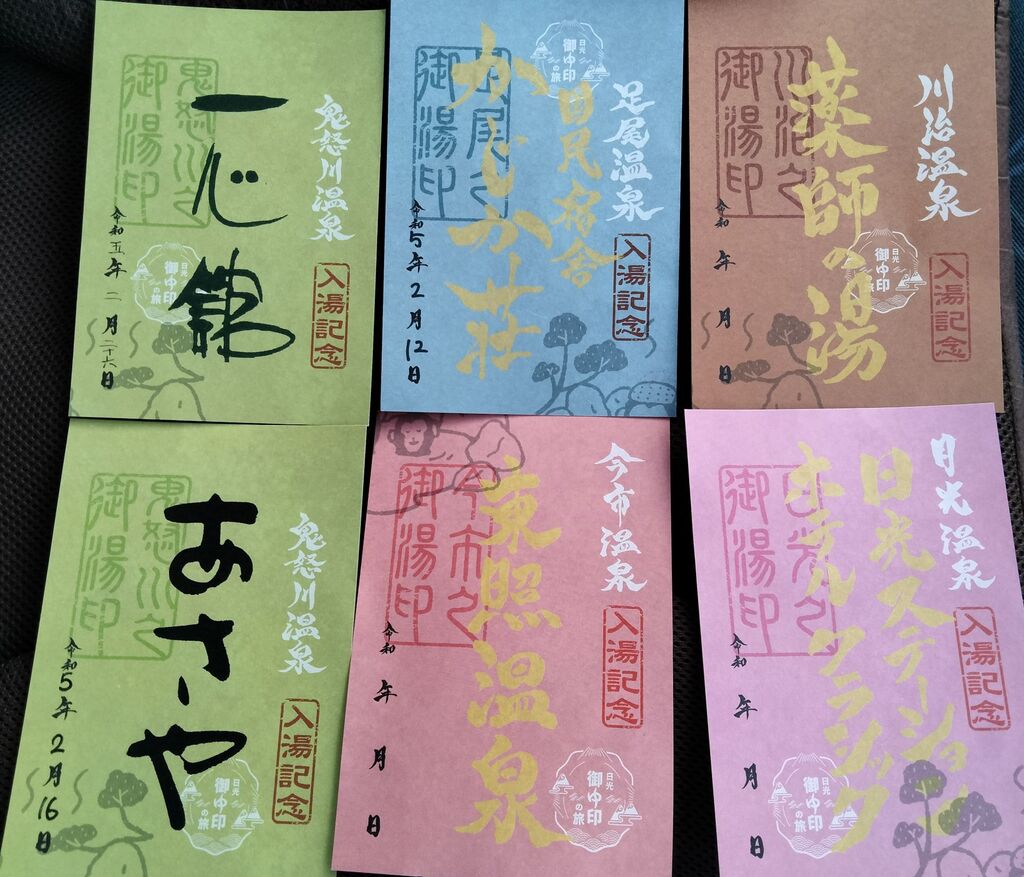 鬼怒川温泉
一心舘
鬼怒川之
御湯印
入湯記念
令和五年二月二十六日
日光
御ゆ印
の旅
足尾温泉
国民宿舎
かじか荘
足尾之
御湯印
入湯記念
令和5年2月12日
日光
御ゆ印
の旅
川治温泉
薬師の湯
川治之
御湯印
入湯記念
令和 年 月 日
日光
御ゆ印
の旅
鬼怒川温泉
あさや
鬼怒川之
御湯印
入湯記念
令和5年2月16日
日光
御ゆ印
の旅
今市温泉
東照温泉
今市之
御湯印
入湯記念
令和 年 月 日
日光
御ゆ印
の旅
日光温泉
日光ステーション
ホテルクラシック
日光之
御湯印
入湯記念
令和 年 月 日
日光
御ゆ印
の旅